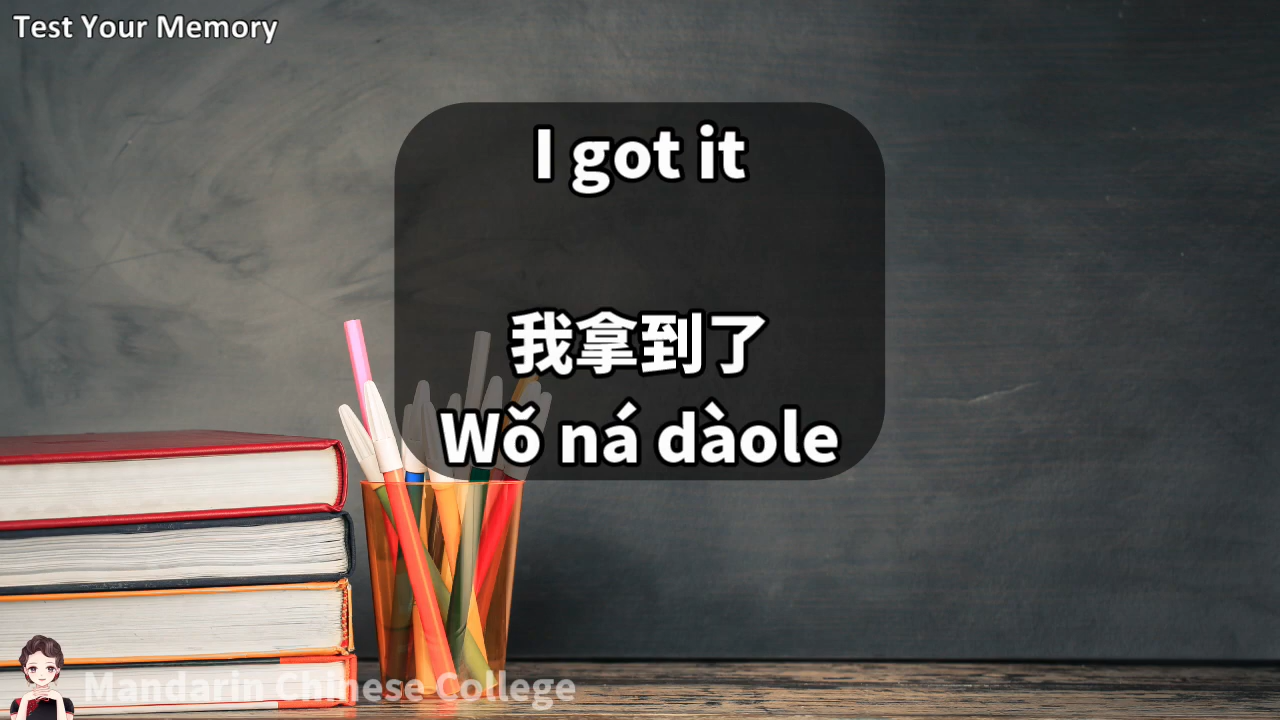 Test Your Memory
I got it
我拿到了
Wǒ ná dàole
Mandarin Chinese College